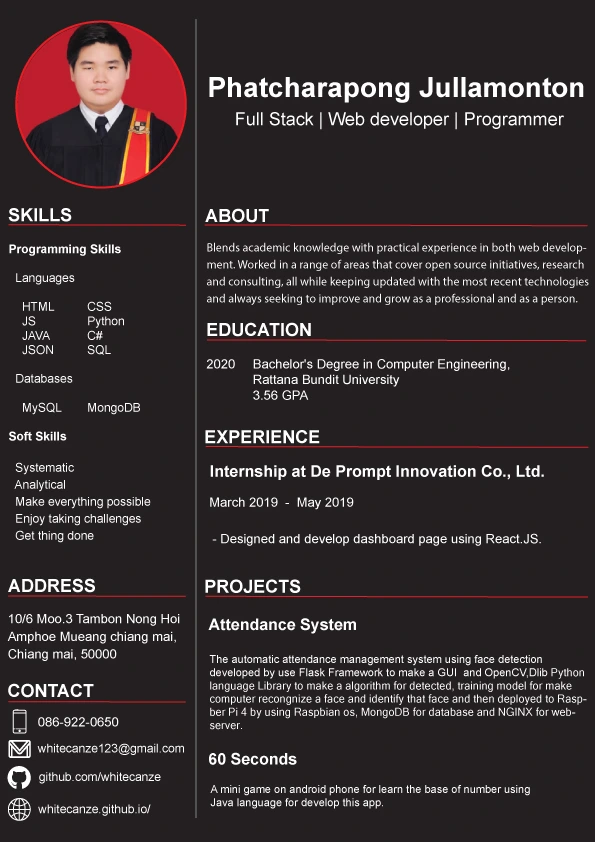 Phatcharapong Jullamonton
Full Stack | Web developer | Programmer
SKILLS
Programming Skills
Languages
HTML CSS
JS Python
JAVA C#
JSON SQL
Databases
MySQL MongoDB
Soft Skills
Systematic
Analytical
Make everything possible
Enjoy taking challenges
Get thing done
ADDRESS
10/6 Moo.3 Tambon Nong Hoi
Amphoe Mueang chiang mai,
Chiang mai, 50000
CONTACT
086-922-0650
whitecanze123@gmail.com
github.com/whitecanze
whitecanze.github.io/
ABOUT
Blends academic knowledge with practical experience in both web develop-
ment. Worked in a range of areas that cover open source initiatives, research
and consulting, all while keeping updated with the most recent technologies
and always seeking to improve and grow as a professional and as a person.
EDUCATION
2020 Bachelor's Degree in Computer Engineering,
Rattana Bundit University
3.56 GPA
EXPERIENCE
Internship at De Prompt Innovation Co., Ltd.
March 2019 - May 2019
- Designed and develop dashboard page using React.JS.
PROJECTS
Attendance System
The automatic attendance management system using face detection
developed by use Flask Framework to make a GUI and OpenCV,Dlib Python
language Library to make a algorithm for detected, training model for make
computer recongnize a face and identify that face and then deployed to Rasp-
ber Pi 4 by using Raspbian os, MongoDB for database and NGINX for web-
server.
60 Seconds
A mini game on android phone for learn the base of number using
Java language for develop this app.